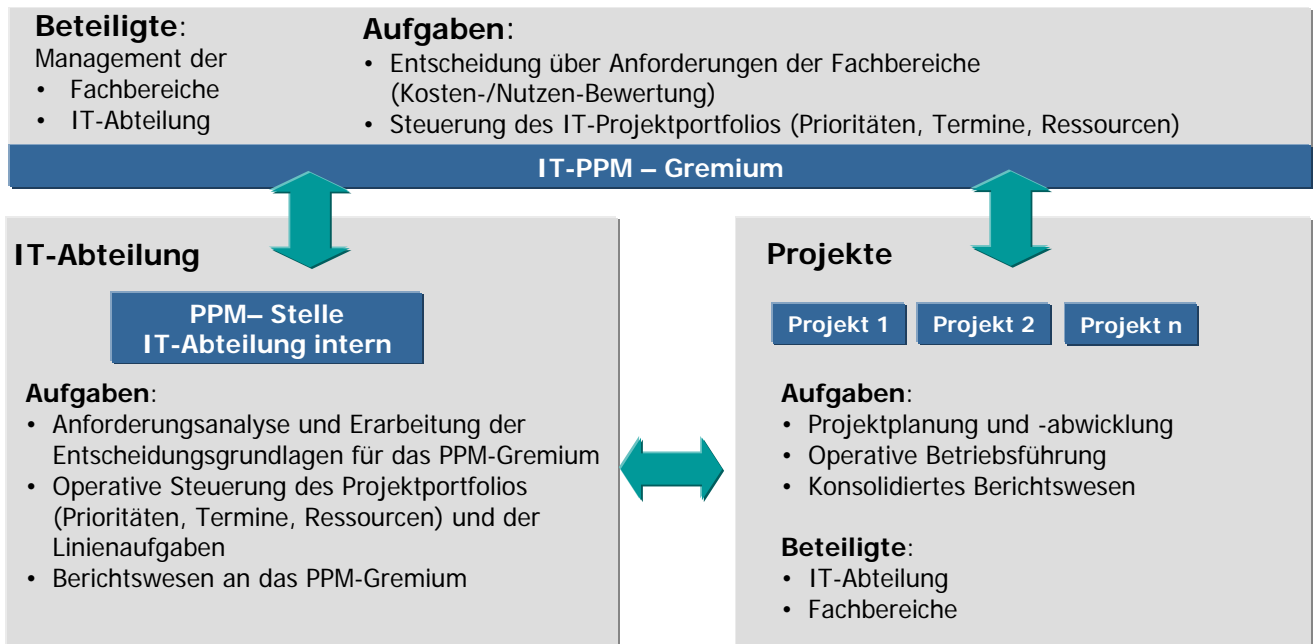 Beteiligte:
Management der
• Fachbereiche
• IT-Abteilung
Aufgaben:
• Entscheidung über Anforderungen der Fachbereiche
(Kosten-/Nutzen-Bewertung)
• Steuerung des IT-Projektportfolios (Prioritäten, Termine, Ressourcen)
IT-PPM – Gremium
IT-Abteilung
PPM– Stelle
IT-Abteilung intern
Aufgaben:
• Anforderungsanalyse und Erarbeitung der
Entscheidungsgrundlagen für das PPM-Gremium
• Operative Steuerung des Projektportfolios
(Prioritäten, Termine, Ressourcen) und der
Linienaufgaben
• Berichtswesen an das PPM-Gremium
Projekte
Projekt 1
Projekt 2
Projekt n
Aufgaben:
• Projektplanung und -abwicklung
• Operative Betriebsführung
• Konsolidiertes Berichtswesen
Beteiligte:
• IT-Abteilung
• Fachbereiche